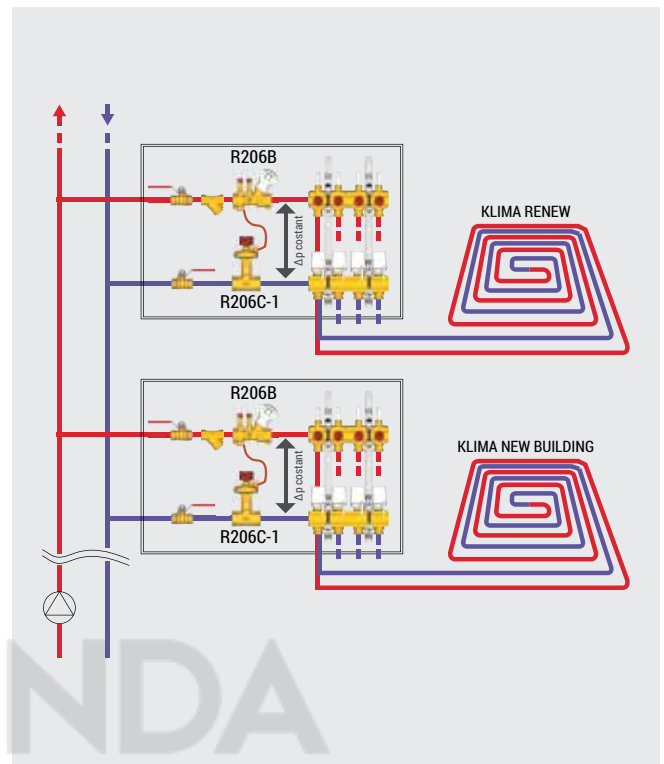 R206B
KLIMA RENEW
Δp costant
R206C-1
R206B
KLIMA NEW BUILDING
Δp costant
R206C-1
NDA